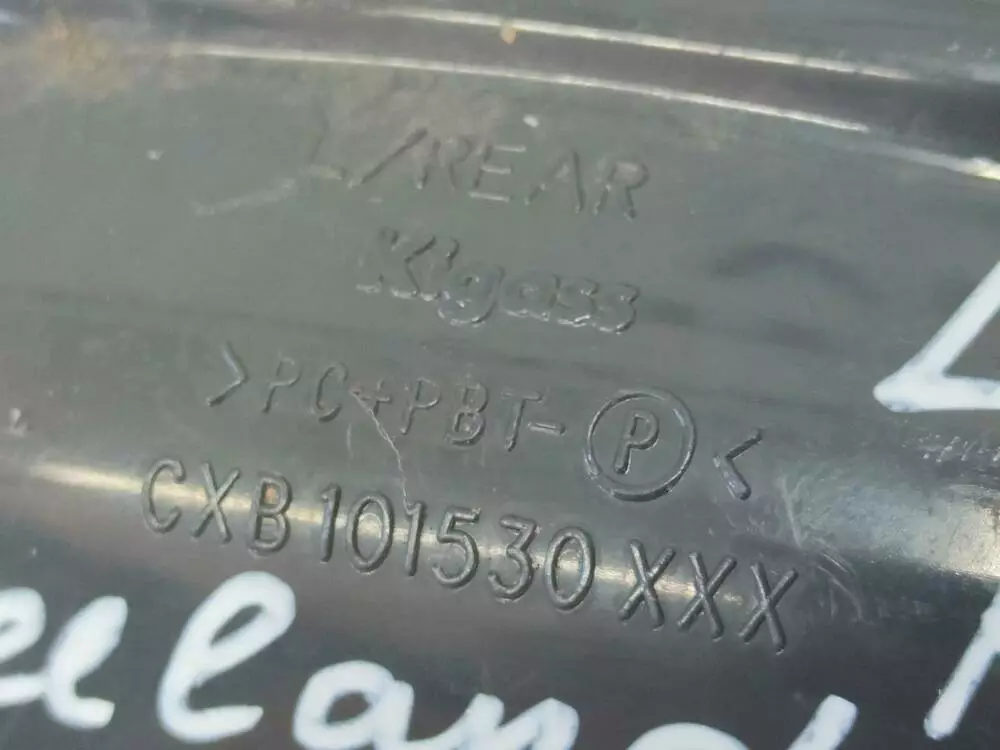 L/REAR
Kigass
>PC+PBT-Ⓟ<
CXB101530XXX